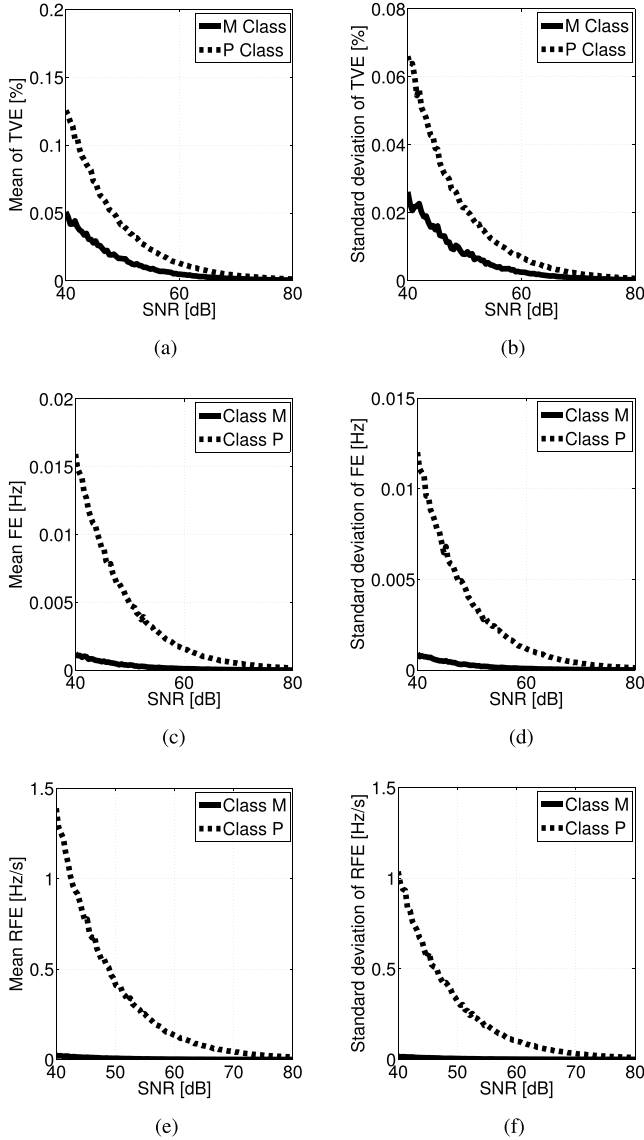 0.2
0.15
0.1
0.05
0
40
60
80
Mean of TVE [%]
SNR [dB]
M Class
P Class
(a)
0.08
0.06
0.04
0.02
0
40
60
80
Standard deviation of TVE [%]
SNR [dB]
M Class
P Class
(b)
0.02
0.015
0.01
0.005
0
40
60
80
Mean FE [Hz]
SNR [dB]
Class M
Class P
(c)
0.015
0.01
0.005
0
40
60
80
Standard deviation of FE [Hz]
SNR [dB]
Class M
Class P
(d)
1.5
1
0.5
0
40
50
60
70
80
Mean RFE [Hz/s]
SNR [dB]
Class M
Class P
(e)
1.5
1
0.5
0
40
50
60
70
80
Standard deviation of RFE [Hz/s]
SNR [dB]
Class M
Class P
(f)